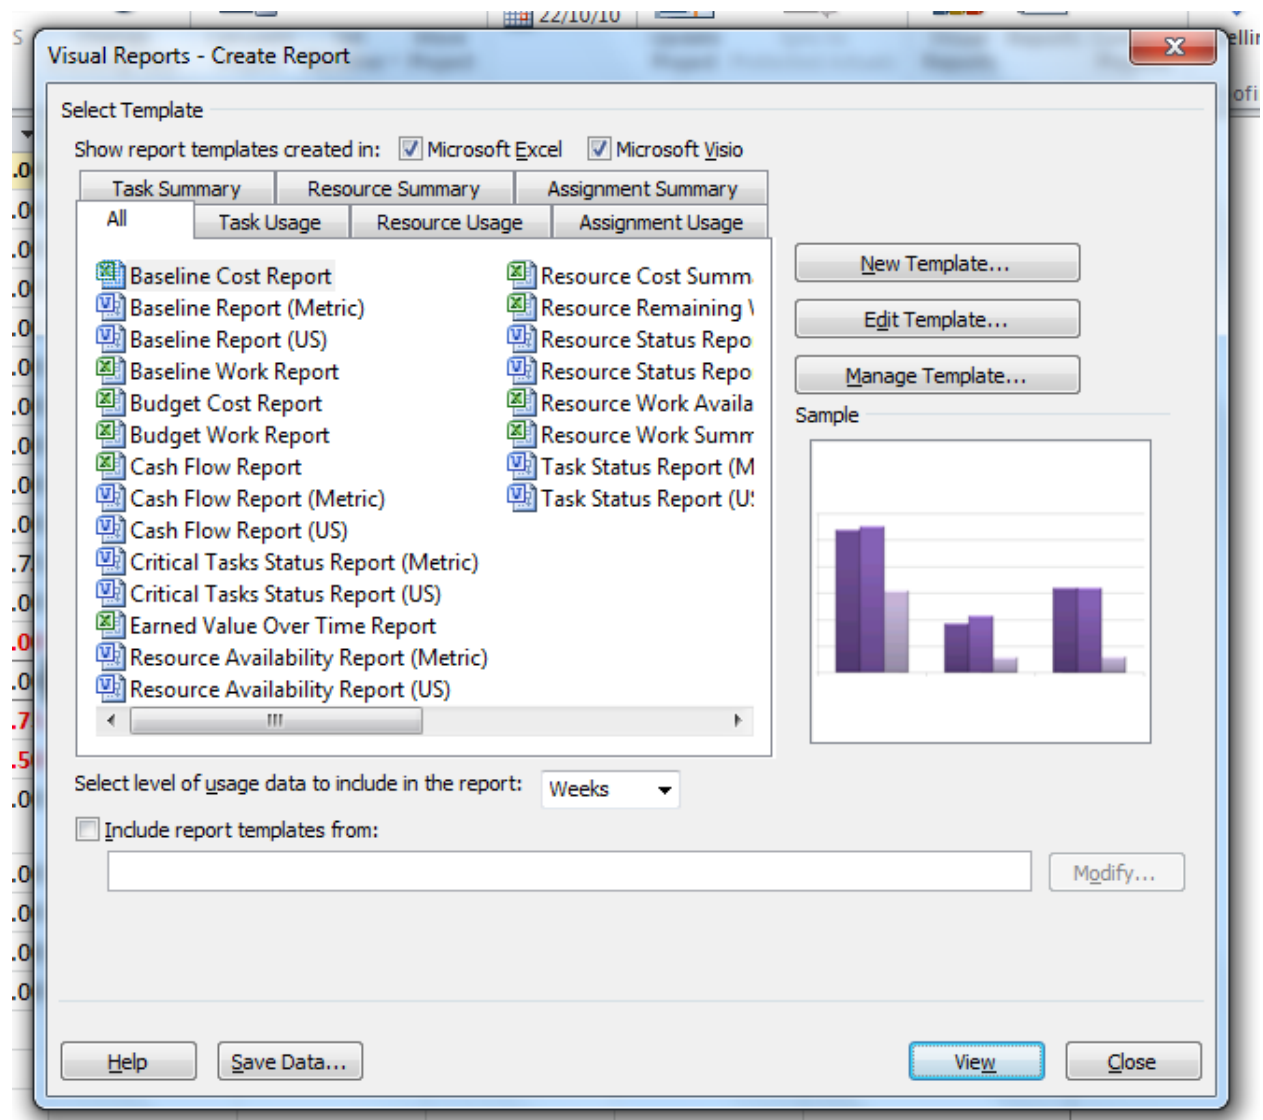 22/10/10
Visual Reports - Create Report
Select Template
Show report templates created in: Microsoft Excel Microsoft Visio
Task Summary Resource Summary Assignment Summary
All Task Usage Resource Usage Assignment Usage
Baseline Cost Report
Baseline Report (Metric)
Baseline Report (US)
Baseline Work Report
Budget Cost Report
Budget Work Report
Cash Flow Report
Cash Flow Report (Metric)
Cash Flow Report (US)
Critical Tasks Status Report (Metric)
Critical Tasks Status Report (US)
Earned Value Over Time Report
Resource Availability Report (Metric)
Resource Availability Report (US)
Resource Cost Summ
Resource Remaining
Resource Status Repo
Resource Status Repo
Resource Work Availa
Resource Work Summ
Task Status Report (M
Task Status Report (US
New Template...
Edit Template...
Manage Template...
Sample
Select level of usage data to include in the report: Weeks
Include report templates from:
Modify...
Help Save Data... View Close